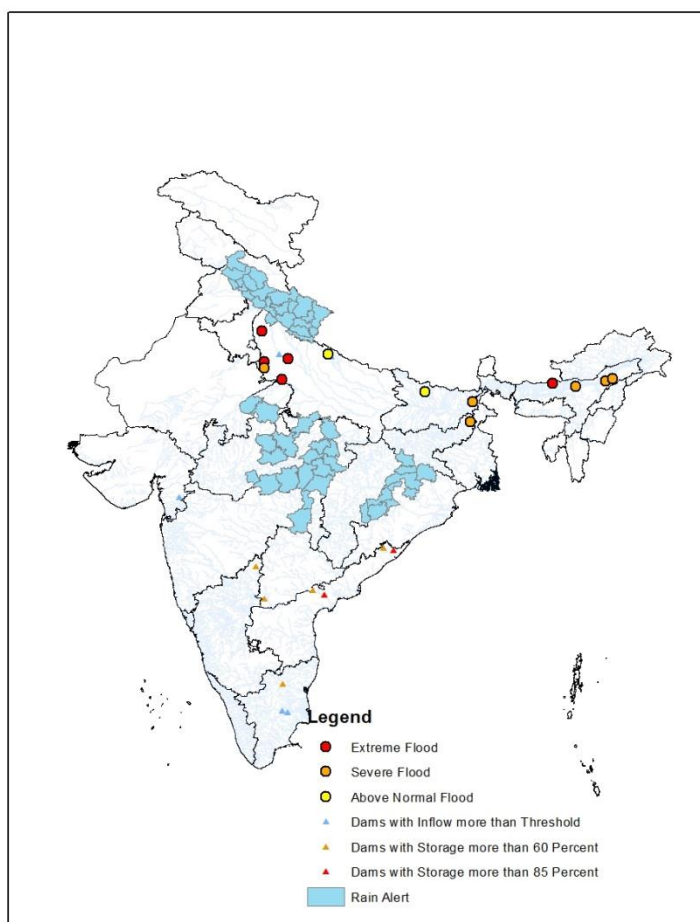 Legend
Extreme Flood
Severe Flood
Above Normal Flood
Dams with Inflow more than Threshold
Dams with Storage more than 60 Percent
Dams with Storage more than 85 Percent
Rain Alert